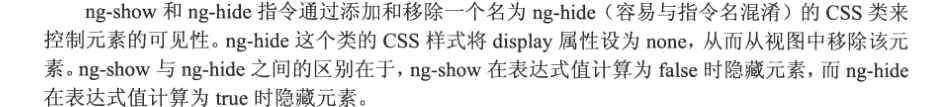 ng-show 和 ng-hide 指令通过添加和移除一个名为 ng-hide（容易与指令名混淆）的 CSS 类来
控制元素的可见性。ng-hide 这个类的 CSS 样式将 display 属性设为 none，从而从视图中移除该元
素。ng-show 与 ng-hide 之间的区别在于，ng-show 在表达式值计算为 false 时隐藏元素，而 ng-hide
在表达式值计算为 true 时隐藏元素。